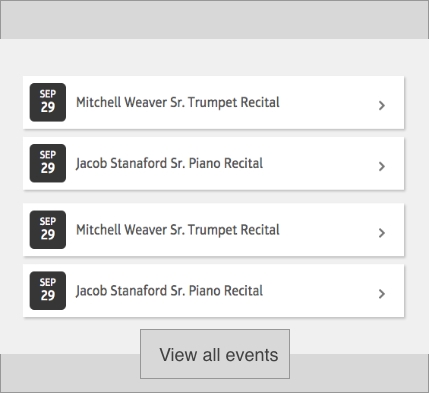 SEP
29
Mitchell Weaver Sr. Trumpet Recital
SEP
29
Jacob Stanaford Sr. Piano Recital
SEP
29
Mitchell Weaver Sr. Trumpet Recital
SEP
29
Jacob Stanaford Sr. Piano Recital
View all events